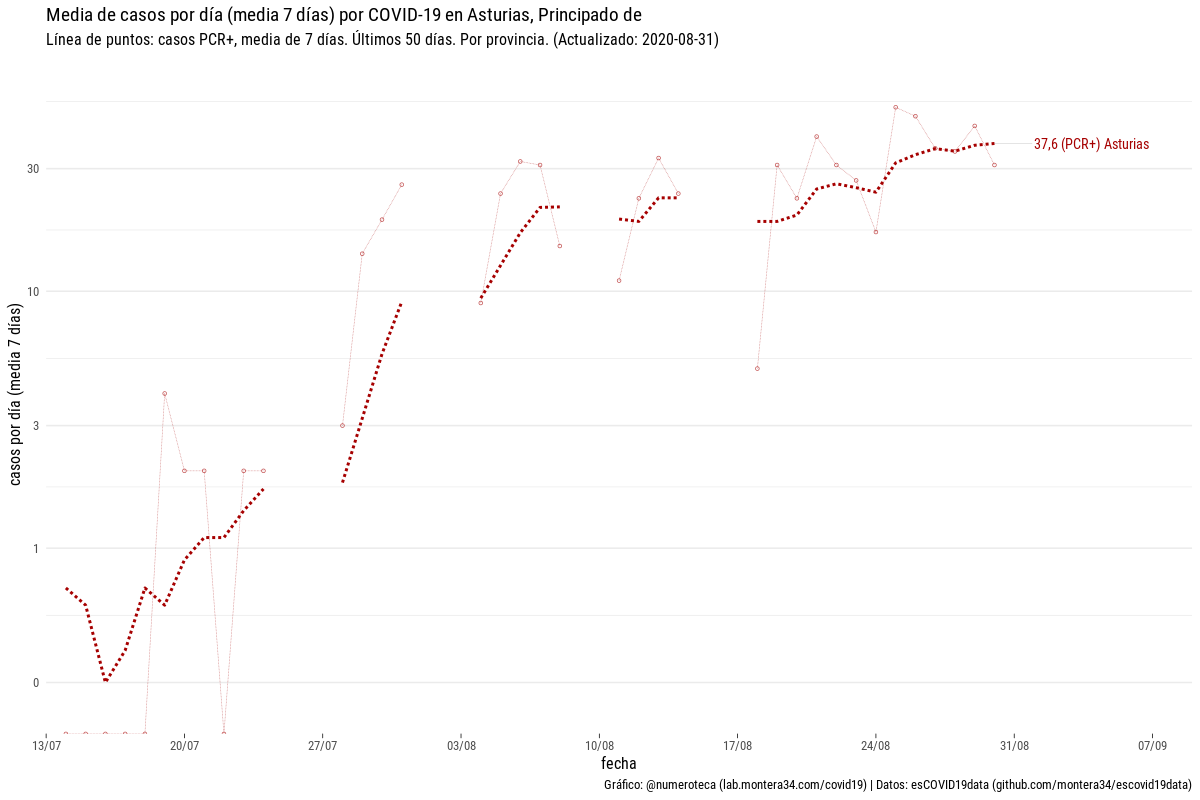 Media de casos por día (media 7 días) por COVID-19 en Asturias, Principado de
Línea de puntos: casos PCR+, media de 7 días. Últimos 50 días. Por provincia. (Actualizado: 2020-08-31)
37,6 (PCR+) Asturias
30
10
3
1
0
casos por día (media 7 días)
13/07 20/07 27/07 03/08 10/08 17/08 24/08 31/08 07/09
fecha
Gráfico: @numeroteca (lab.montera34.com/covid19) | Datos: esCOVID19data (github.com/montera34/escovid19data)